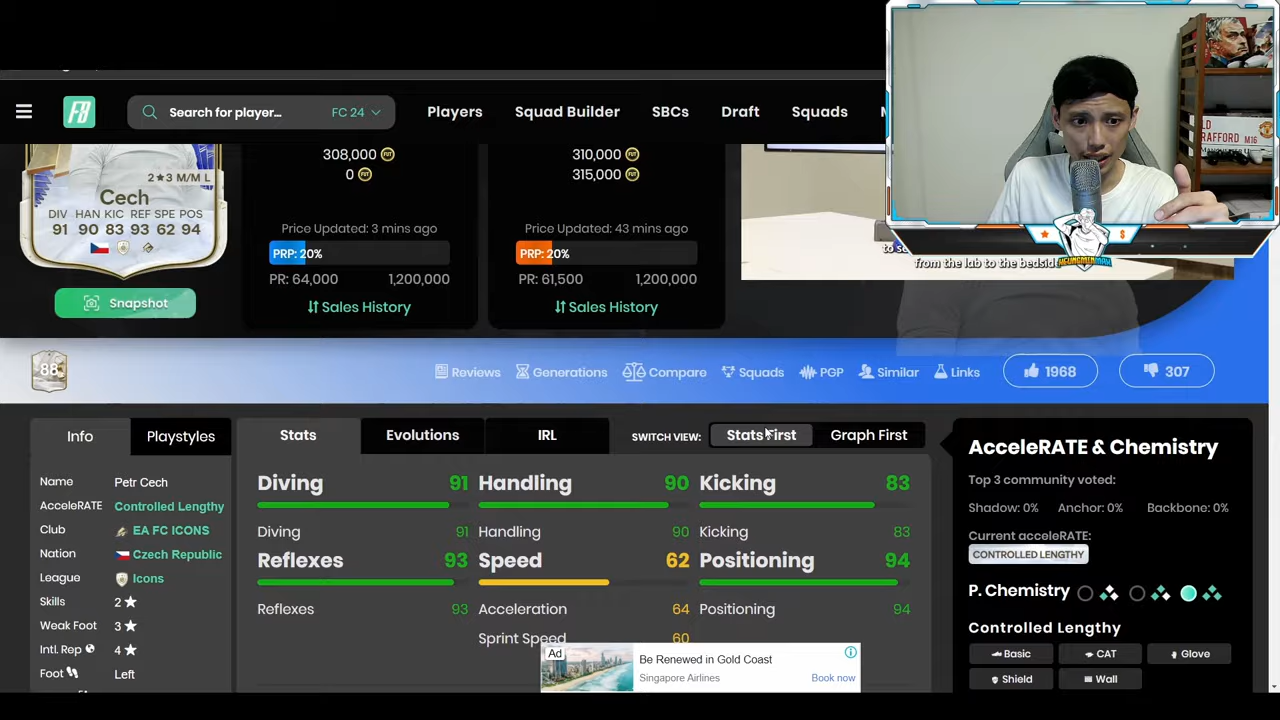 FB
Search for player...
FC 24
Players
Squad Builder
SBCs
Draft
Squads
M
2★3 M/M L
Cech
DIV HAN KIC REF SPE POS
91 90 83 93 62 94
Snapshot
308,000
0
Price Updated: 3 mins ago
PRP: 20%
PR: 64,000
1,200,000
Sales History
310,000
315,000
Price Updated: 43 mins ago
PRP: 20%
PR: 61,500
1,200,000
Sales History
to se
from the lab to the bedsid
HEUNGMINMAX
88
Reviews
Generations
Compare
Squads
PGP
Similar
Links
1968
307
Info
Playstyles
Name Petr Cech
AcceleRATE Controlled Lengthy
Club EA FC ICONS
Nation Czech Republic
League Icons
Skills 2★
Weak Foot 3★
Intl. Rep 4★
Foot Left
Stats
Evolutions
IRL
SWITCH VIEW:
Stats First
Graph First
Diving 91
Handling 90
Kicking 83
Diving 91
Handling 90
Kicking 83
Reflexes 93
Speed 62
Positioning 94
Reflexes 93
Acceleration 64
Positioning 94
Sprint Speed 60
Ad
Be Renewed in Gold Coast
Singapore Airlines
Book now
AcceleRATE & Chemistry
Top 3 community voted:
Shadow: 0%
Anchor: 0%
Backbone: 0%
Current acceleRATE:
CONTROLLED LENGTHY
P. Chemistry
Controlled Lengthy
Basic
CAT
Glove
Shield
Wall